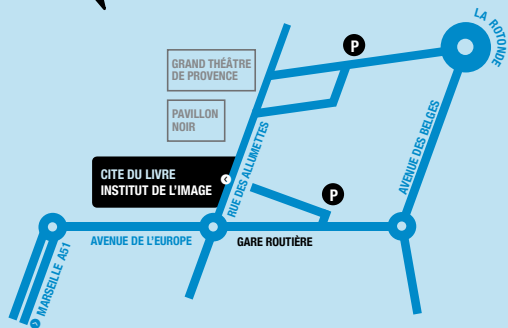 LA ROTONDE
P
GRAND THÉÂTRE
DE PROVENCE
PAVILLON
NOIR
RUE DES ALLUMETTES
AVENUE DES BELGES
CITE DU LIVRE
INSTITUT DE L'IMAGE
P
AVENUE DE L'EUROPE
GARE ROUTIÈRE
MARSEILLE A51